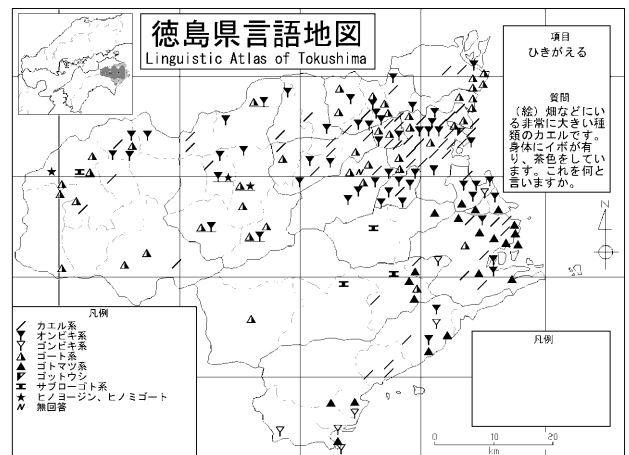 徳島県言語地図
Linguistic Atlas of Tokushima
項目
ひきがえる
質問
（絵）畑などにい
る非常に大きい種
類のカエルです。
身体にイボが有
り、茶色をしてい
ます。これを何と
言いますか。
N
凡例
カエル系
オンビキ系
ゴンビキ系
ゴート系
ゴトマツ系
ゴットウシ
サブローゴト系
ヒノヨージン、ヒノミゴート
無回答
凡例
0 10 20
km